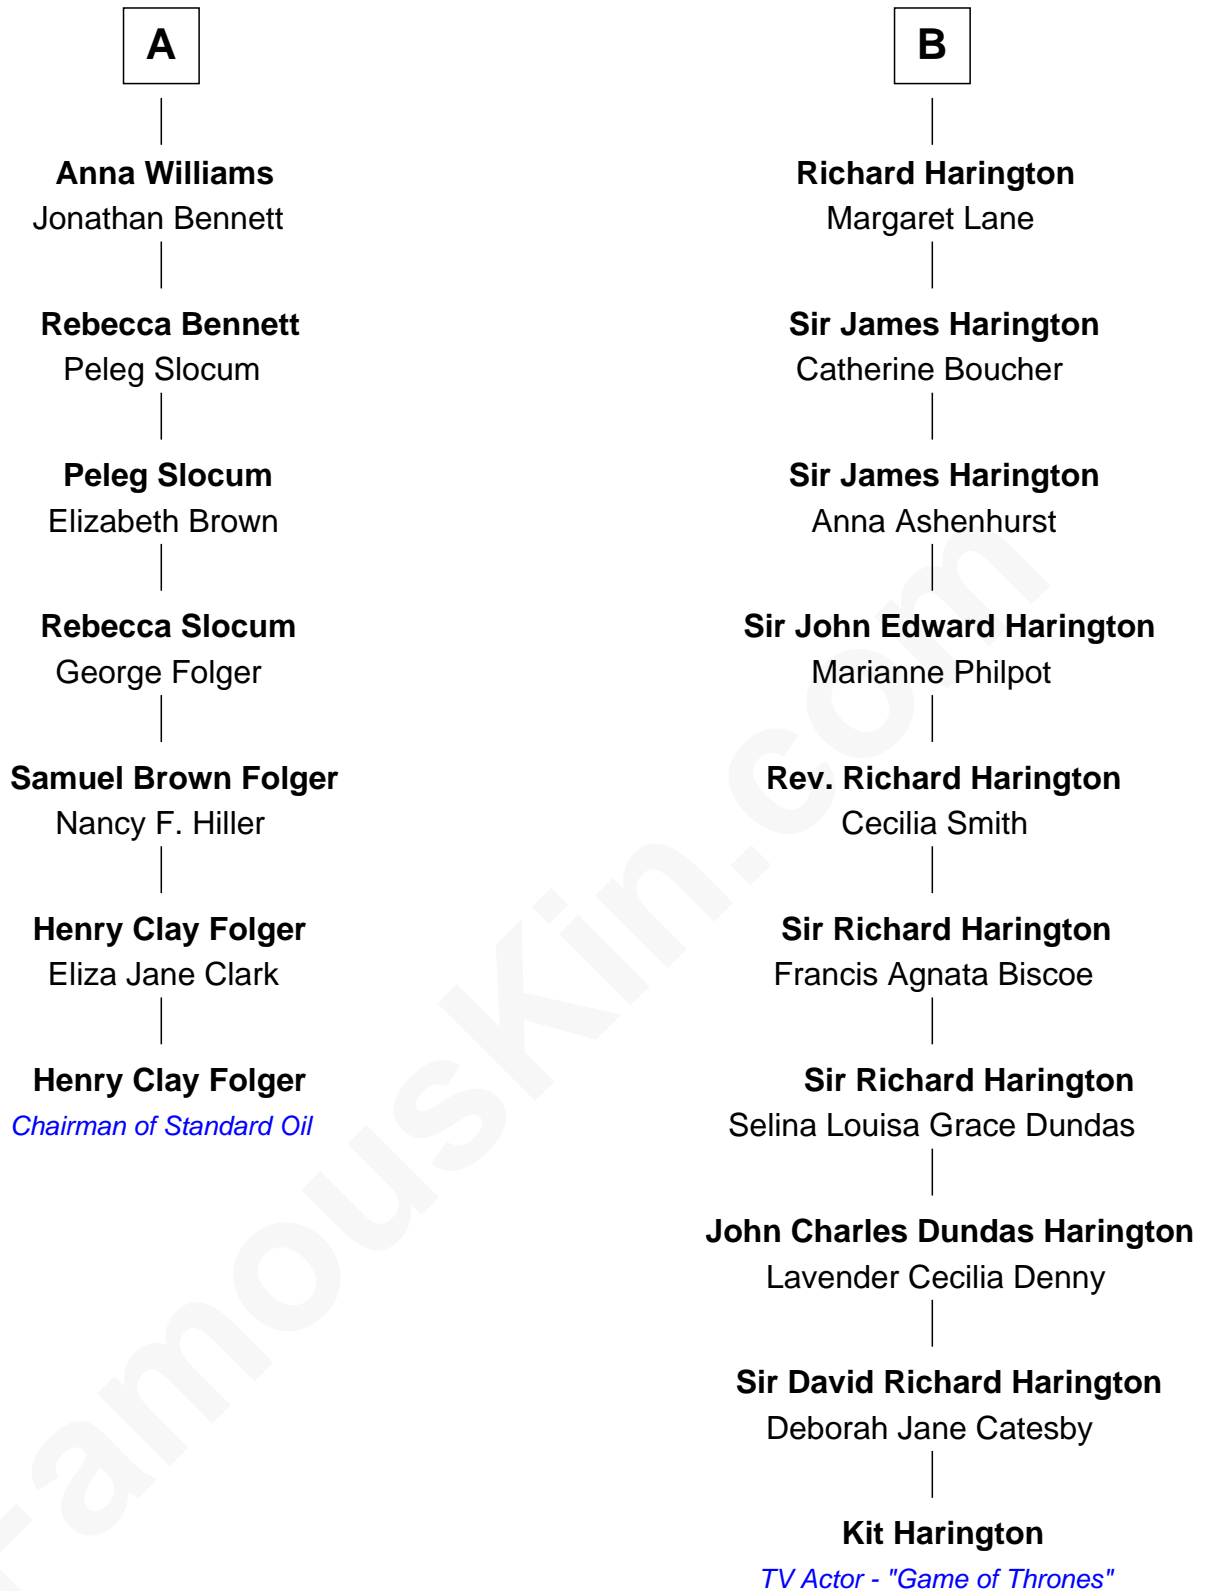 A
Anna Williams
Jonathan Bennett
Rebecca Bennett
Peleg Slocum
Peleg Slocum
Elizabeth Brown
Rebecca Slocum
George Folger
Samuel Brown Folger
Nancy F. Hiller
Henry Clay Folger
Eliza Jane Clark
Henry Clay Folger
Chairman of Standard Oil
B
Richard Harington
Margaret Lane
Sir James Harington
Catherine Boucher
Sir James Harington
Anna Ashenhurst
Sir John Edward Harington
Marianne Philpot
Rev. Richard Harington
Cecilia Smith
Sir Richard Harington
Francis Agnata Biscoe
Sir Richard Harington
Selina Louisa Grace Dundas
John Charles Dundas Harington
Lavender Cecilia Denny
Sir David Richard Harington
Deborah Jane Catesby
Kit Harington
TV Actor - "Game of Thrones"
FamousKin.com